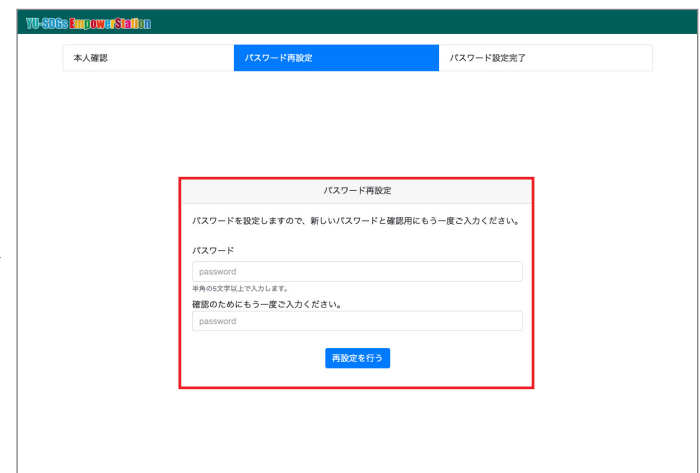 YU-SDGs EmpowerStation
本人確認 パスワード再設定 パスワード設定完了
パスワード再設定
パスワードを設定しますので、新しいパスワードと確認用にもう一度ご入力ください。
パスワード
password
半角の5文字以上で入力します。
確認のためにもう一度ご入力ください。
password
再設定を行う